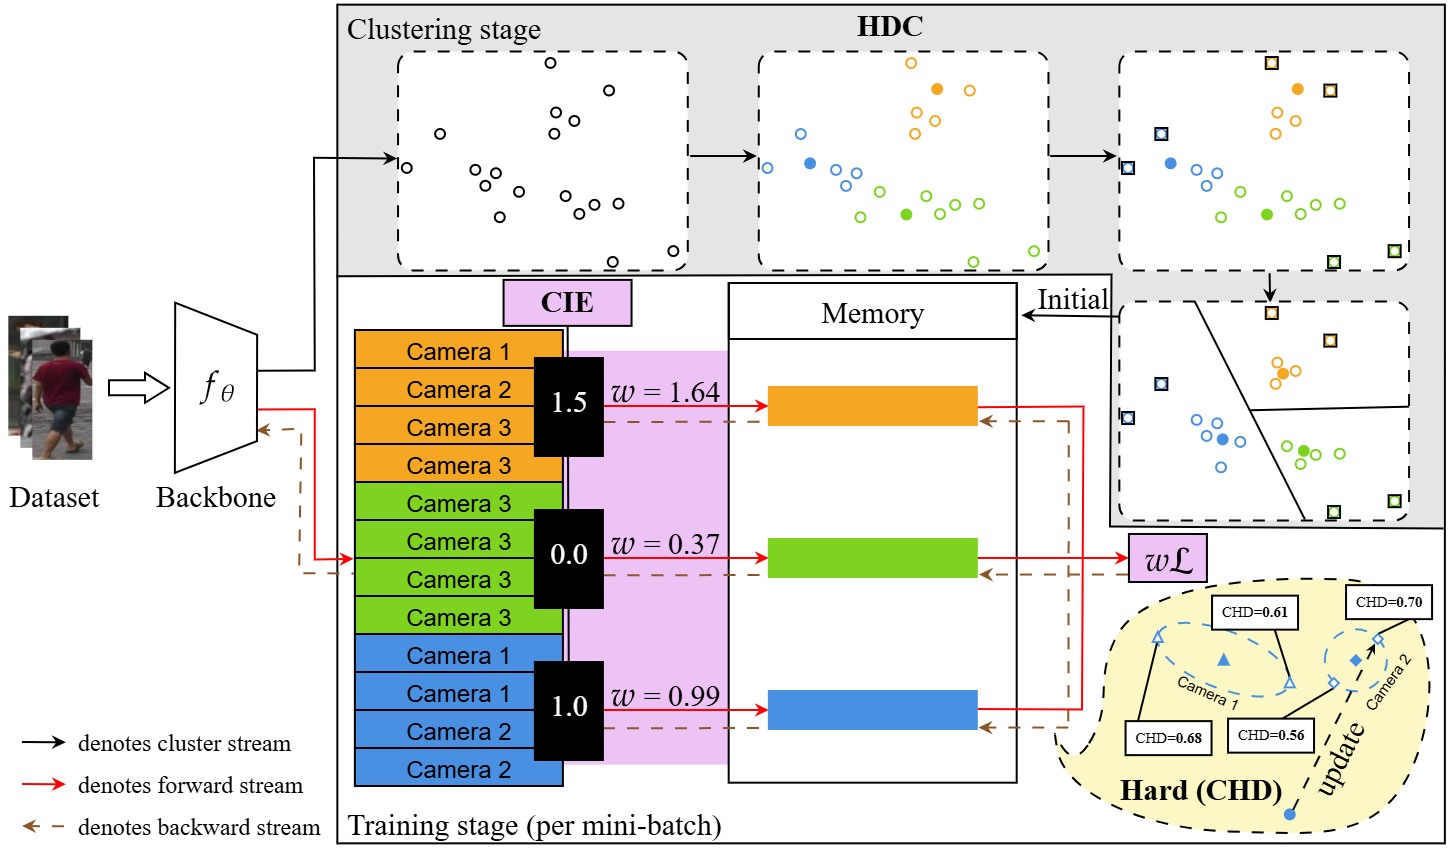 Clustering stage
HDC
CIE
Memory
Initial
Camera 1
Camera 2
Camera 3
Camera 3
Camera 3
Camera 3
Camera 3
Camera 3
Camera 1
Camera 1
Camera 2
Camera 2
1.5
w = 1.64
0.0
w = 0.37
1.0
w = 0.99
f θ
Dataset
Backbone
wℒ
CHD=0.61
CHD=0.70
Camera 1
Camera 2
CHD=0.68
CHD=0.56
update
Hard (CHD)
denotes cluster stream
denotes forward stream
denotes backward stream
Training stage (per mini-batch)